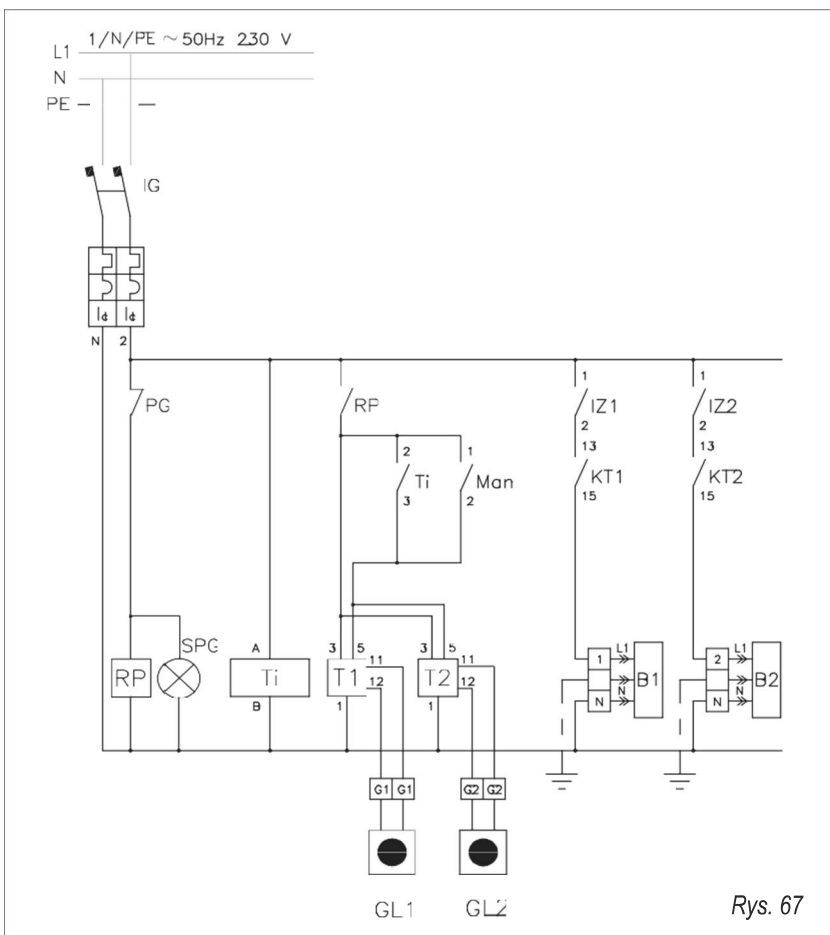 1/N/PE ~ 50Hz 230 V
L1
N
PE
IG
I¢ I¢
N 2
1 1
PG RP IZ1 IZ2
2 2
2 1
13 13
Ti Man KT1 KT2
3 2
15 15
SPG
A 3 5 3 5 L1 L1
11 11
RP Ti T1 T2 1 B1 2 B2
12 12
B 1 1 N N N N
G1 G1 G2 G2
GL1 GL2
Rys. 67